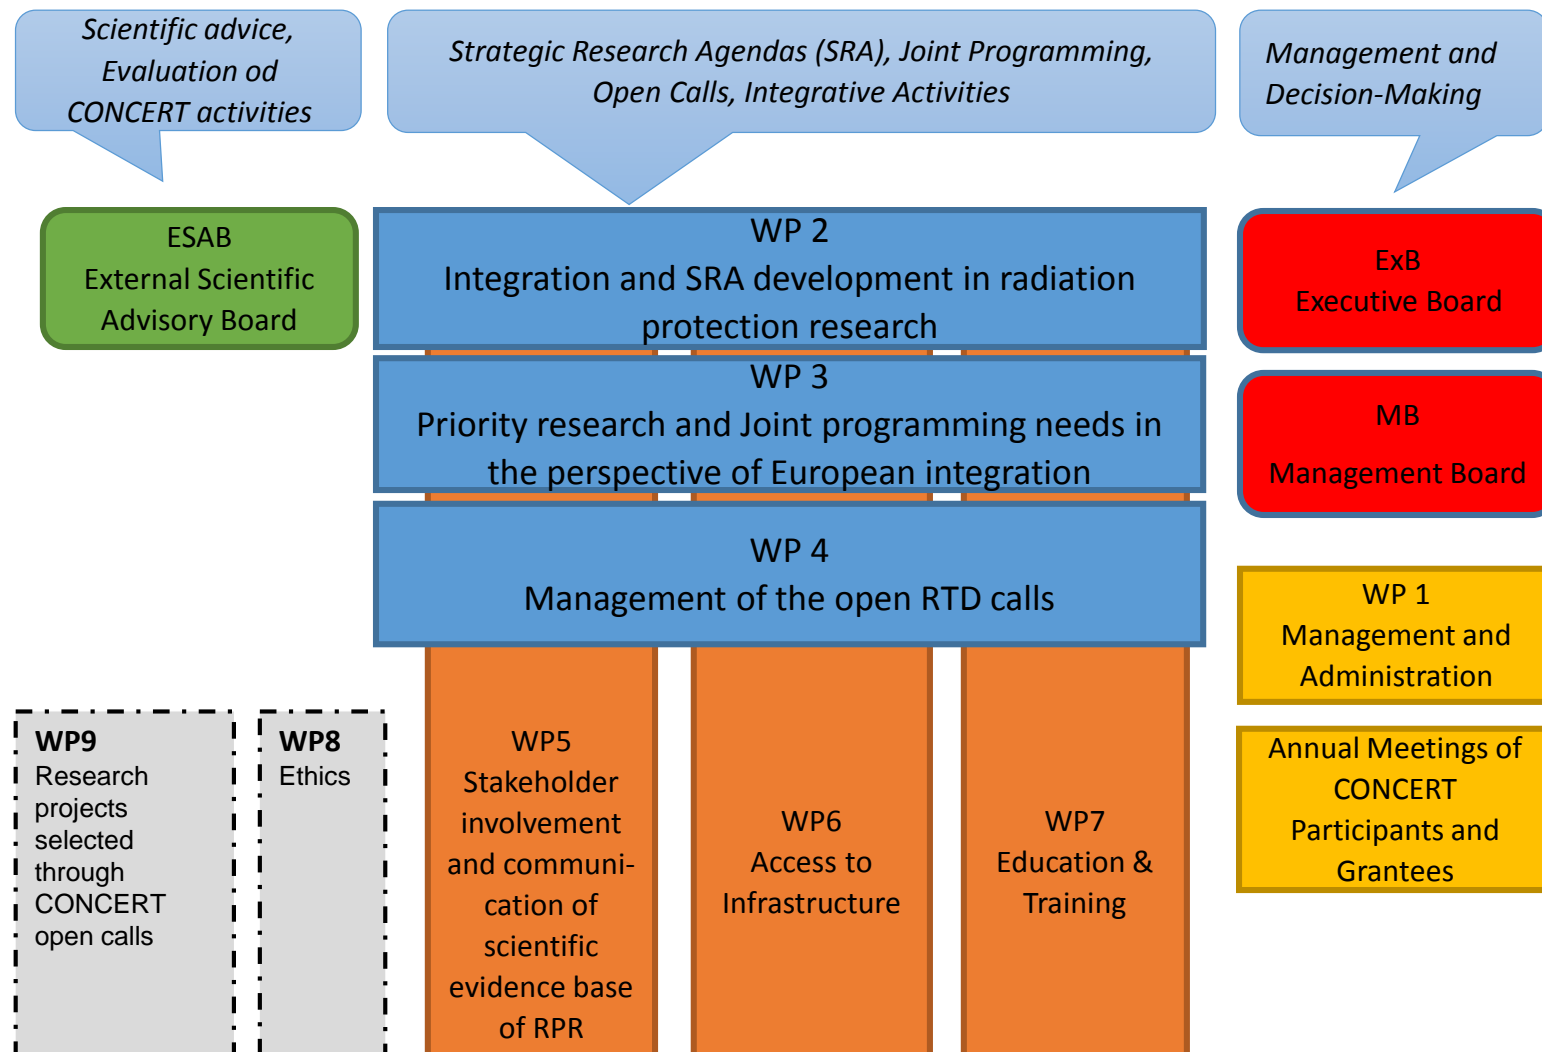 Scientific advice,
Evaluation od
CONCERT activities
Strategic Research Agendas (SRA), Joint Programming,
Open Calls, Integrative Activities
Management and
Decision-Making
ESAB
External Scientific
Advisory Board
WP 2
Integration and SRA development in radiation
protection research
ExB
Executive Board
WP 3
Priority research and Joint programming needs in
the perspective of European integration
MB
Management Board
WP 4
Management of the open RTD calls
WP 1
Management and
Administration
WP9
Research
projects
selected
through
CONCERT
open calls
WP8
Ethics
WP5
Stakeholder
involvement
and communi-
cation of
scientific
evidence base
of RPR
WP6
Access to
Infrastructure
WP7
Education &
Training
Annual Meetings of
CONCERT
Participants and
Grantees